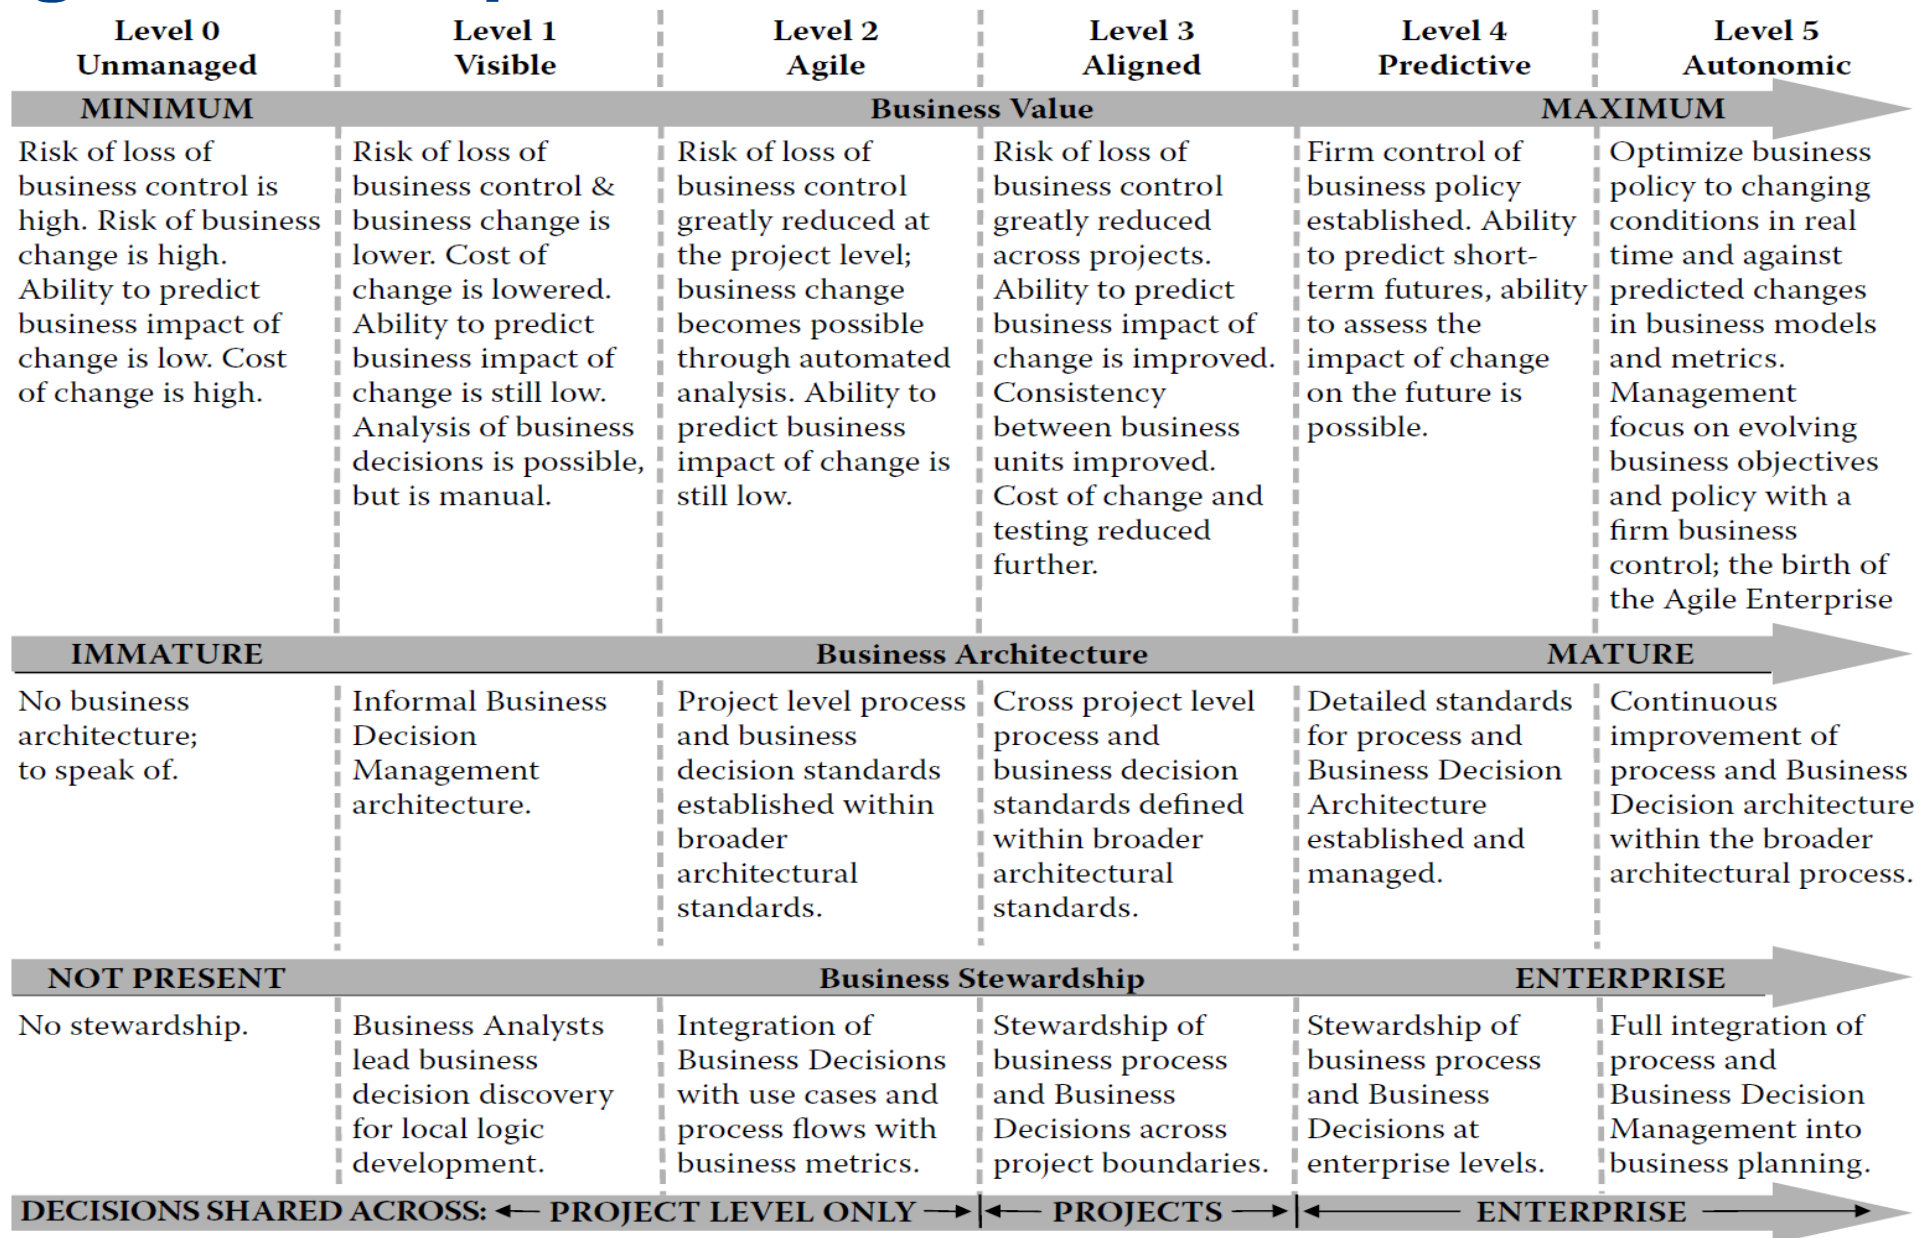 Level 0
Unmanaged
Level 1
Visible
Level 2
Agile
Level 3
Aligned
Level 4
Predictive
Level 5
Autonomic
MINIMUM
Business Value
MAXIMUM
Risk of loss of
business control is
high. Risk of business
change is high.
Ability to predict
business impact of
change is low. Cost
of change is high.
Risk of loss of
business control &
business change is
lower. Cost of
change is lowered.
Ability to predict
business impact of
change is still low.
Analysis of business
decisions is possible,
but is manual.
Risk of loss of
business control
greatly reduced at
the project level;
business change
becomes possible
through automated
analysis. Ability to
predict business
impact of change is
still low.
Risk of loss of
business control
greatly reduced
across projects.
Ability to predict
business impact of
change is improved.
Consistency
between business
units improved.
Cost of change and
testing reduced
further.
Firm control of
business policy
established. Ability
to predict short-
term futures, ability
to assess the
impact of change
on the future is
possible.
Optimize business
policy to changing
conditions in real
time and against
predicted changes
in business models
and metrics.
Management
focus on evolving
business objectives
and policy with a
firm business
control; the birth of
the Agile Enterprise
IMMATURE
Business Architecture
MATURE
No business
architecture;
to speak of.
Informal Business
Decision
Management
architecture.
Project level process
and business
decision standards
established within
broader
architectural
standards.
Cross project level
process and
business decision
standards defined
within broader
architectural
standards.
Detailed standards
for process and
Business Decision
Architecture
established and
managed.
Continuous
improvement of
process and Business
Decision architecture
within the broader
architectural process.
NOT PRESENT
Business Stewardship
ENTERPRISE
No stewardship.
Business Analysts
lead business
decision discovery
for local logic
development.
Integration of
Business Decisions
with use cases and
process flows with
business metrics.
Stewardship of
business process
and Business
Decisions across
project boundaries.
Stewardship of
business process
and Business
Decisions at
enterprise levels.
Full integration of
process and
Business Decision
Management into
business planning.
DECISIONS SHARED ACROSS: PROJECT LEVEL ONLY PROJECTS ENTERPRISE